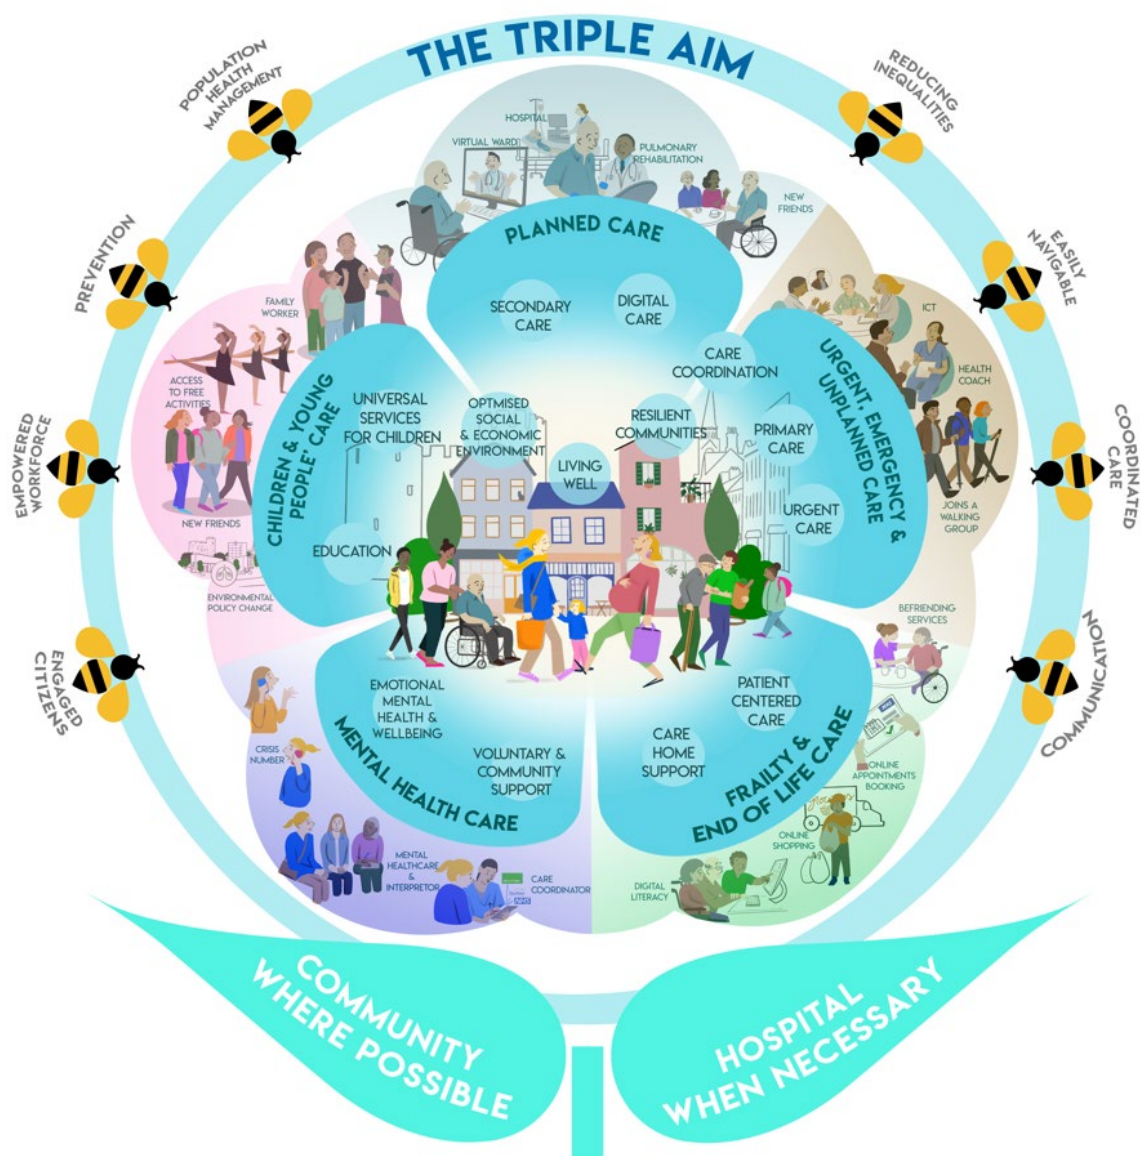 THE TRIPLE AIM
POPULATION
HEALTH
MANAGEMENT
REDUCING
INEQUALITIES
PREVENTION
EASILY
NAVIGABLE
EMPOWERED
WORKFORCE
COORDINATED
CARE
ENGAGED
CITIZENS
COMMUNICATION
HOSPITAL
VIRTUAL WARD
PULMONARY
REHABILITATION
NEW
FRIENDS
PLANNED CARE
SECONDARY
CARE
DIGITAL
CARE
CARE
COORDINATION
FAMILY
WORKER
ACCESS
TO FREE
ACTIVITIES
NEW FRIENDS
ENVIRONMENTAL
POLICY CHANGE
CHILDREN & YOUNG
PEOPLE' CARE
UNIVERSAL
SERVICES
FOR CHILDREN
EDUCATION
OPTMISED
SOCIAL
& ECONOMIC
ENVIRONMENT
LIVING
WELL
RESILIENT
COMMUNITIES
PRIMARY
CARE
URGENT
CARE
URGENT, EMERGENCY &
UNPLANNED CARE
ICT
HEALTH
COACH
JOINS A
WALKING
GROUP
BEFRIENDING
SERVICES
EMOTIONAL
MENTAL
HEALTH &
WELLBEING
VOLUNTARY &
COMMUNITY
SUPPORT
MENTAL HEALTH CARE
CRISIS
NUMBER
MENTAL
HEALTHCARE
&
INTERPRETOR
CARE
COORDINATOR
NHS
PATIENT
CENTERED
CARE
CARE
HOME
SUPPORT
FRAILTY &
END OF LIFE CARE
ONLINE
APPOINTMENTS
BOOKING
ONLINE
SHOPPING
DIGITAL
LITERACY
COMMUNITY
WHERE POSSIBLE
HOSPITAL
WHEN NECESSARY